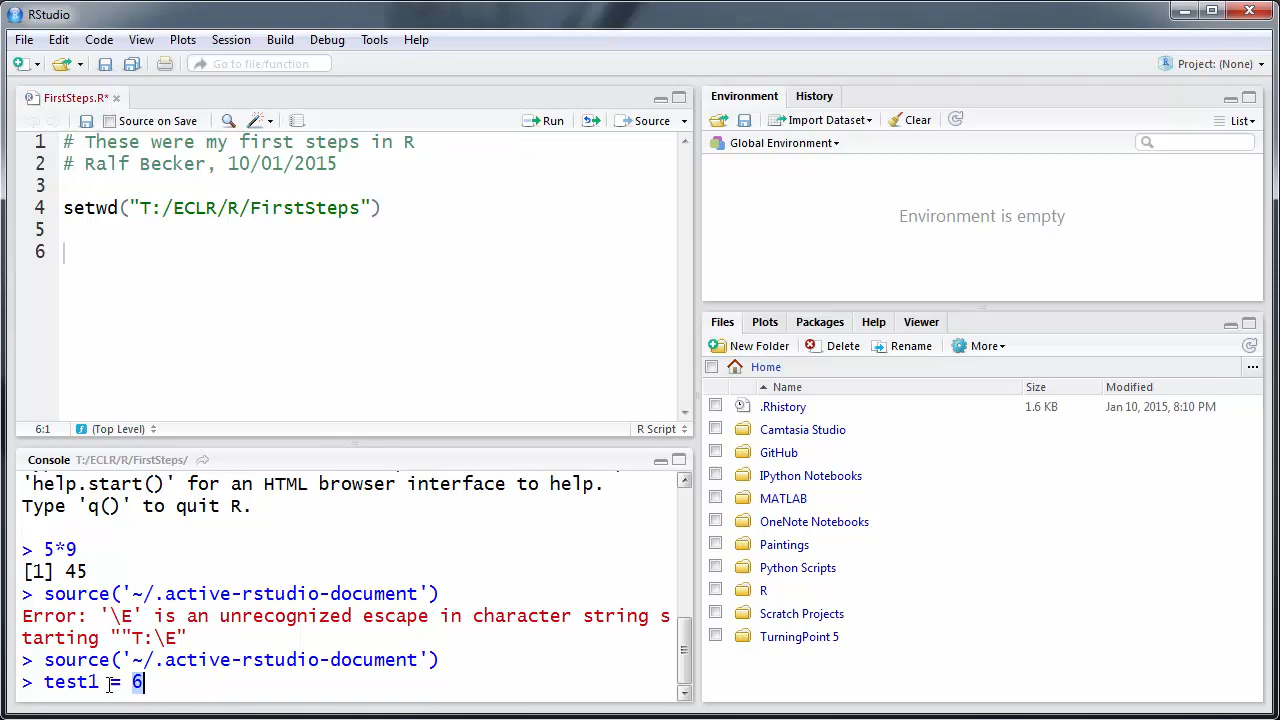 RStudio
File Edit Code View Plots Session Build Debug Tools Help
Go to file/function Project: (None)
FirstSteps.R*
Source on Save Run Source
1 # These were my first steps in R
2 # Ralf Becker, 10/01/2015
3
4 setwd("T:/ECLR/R/FirstSteps")
5
6
6:1 (Top Level) R Script
Console T:/ECLR/R/FirstSteps/
'help.start()' for an HTML browser interface to help.
Type 'q()' to quit R.
> 5*9
[1] 45
> source('~/.active-rstudio-document')
Error: '\E' is an unrecognized escape in character string s
tarting ""T:\E"
> source('~/.active-rstudio-document')
> test1 = 6
Environment History
Import Dataset Clear List
Global Environment
Environment is empty
Files Plots Packages Help Viewer
New Folder Delete Rename More
Home
Name Size Modified
.Rhistory 1.6 KB Jan 10, 2015, 8:10 PM
Camtasia Studio
GitHub
IPython Notebooks
MATLAB
OneNote Notebooks
Paintings
Python Scripts
R
Scratch Projects
TurningPoint 5